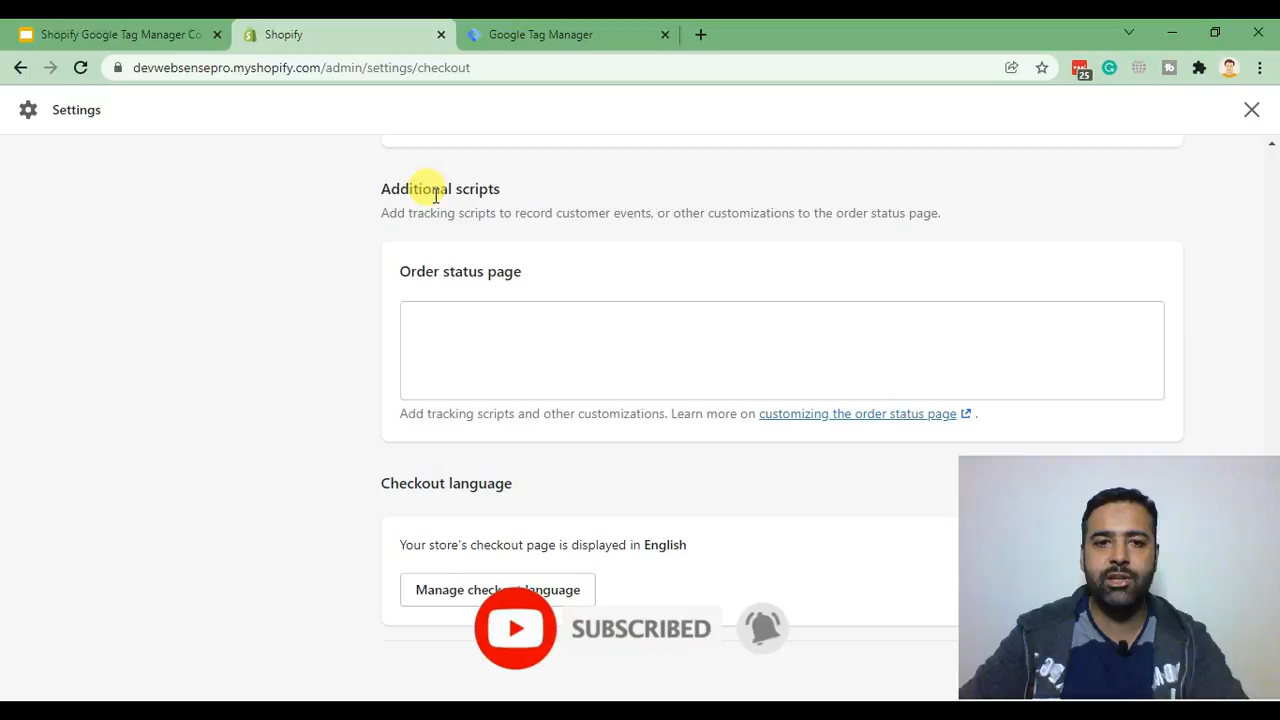 Shopify Google Tag Manager Co
Shopify
Google Tag Manager
devwebsensepro.myshopify.com/admin/settings/checkout
25
Settings
Additional scripts
Add tracking scripts to record customer events, or other customizations to the order status page.
Order status page
Add tracking scripts and other customizations. Learn more on customizing the order status page .
Checkout language
Your store's checkout page is displayed in English
Manage checkout language
SUBSCRIBED